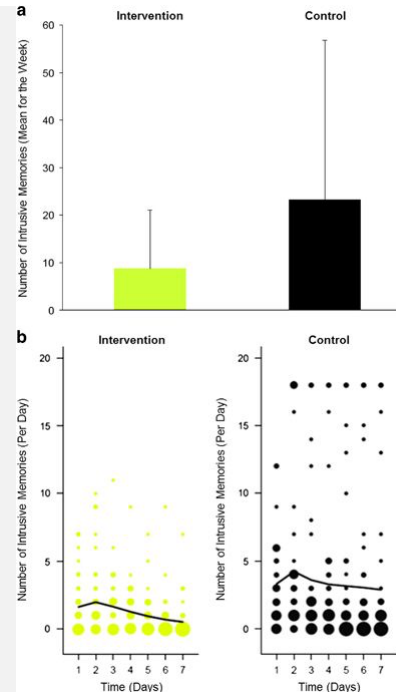 a
Intervention
Control
Number of Intrusive Memories (Mean for the Week)
60
50
40
30
20
10
0
b
Intervention
Control
Number of Intrusive Memories (Per Day)
20
15
10
5
0
1 2 3 4 5 6 7
Time (Days)
Number of Intrusive Memories (Per Day)
20
15
10
5
0
1 2 3 4 5 6 7
Time (Days)